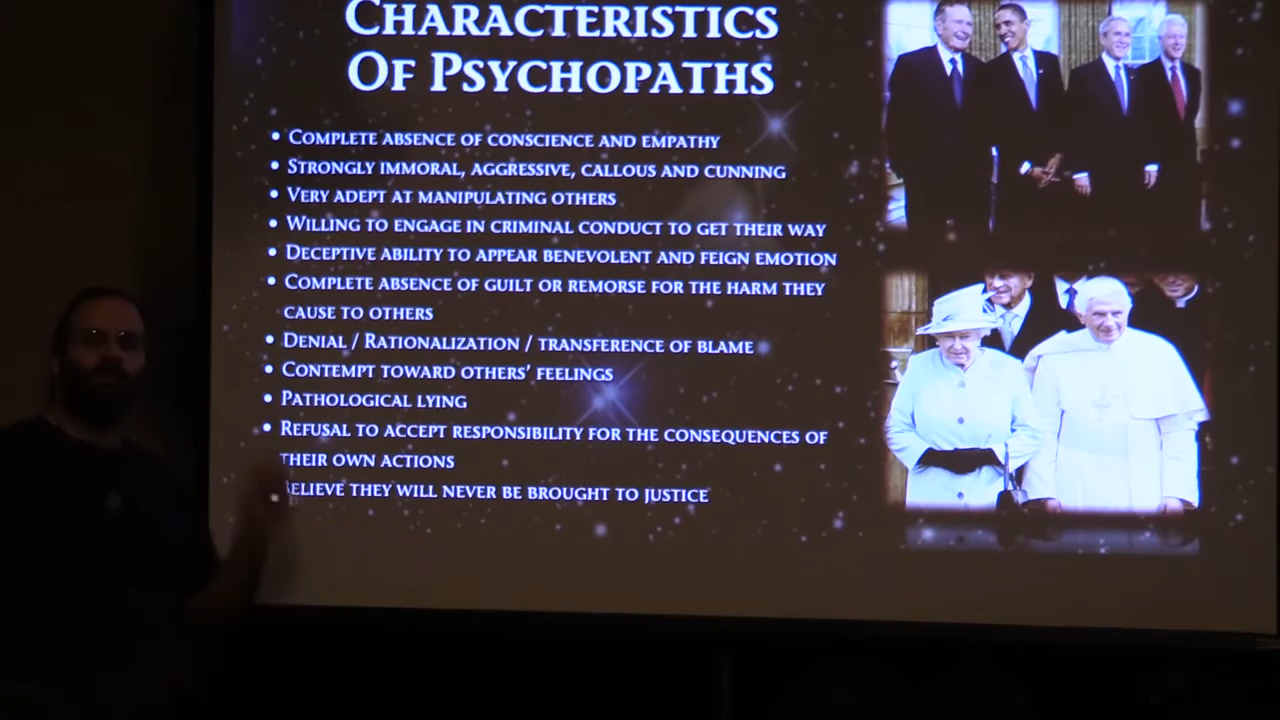 CHARACTERISTICS
OF PSYCHOPATHS
• COMPLETE ABSENCE OF CONSCIENCE AND EMPATHY
• STRONGLY IMMORAL, AGGRESSIVE, CALLOUS AND CUNNING
• VERY ADEPT AT MANIPULATING OTHERS
• WILLING TO ENGAGE IN CRIMINAL CONDUCT TO GET THEIR WAY
• DECEPTIVE ABILITY TO APPEAR BENEVOLENT AND FEIGN EMOTION
• COMPLETE ABSENCE OF GUILT OR REMORSE FOR THE HARM THEY
CAUSE TO OTHERS
• DENIAL / RATIONALIZATION / TRANSFERENCE OF BLAME
• CONTEMPT TOWARD OTHERS' FEELINGS
• PATHOLOGICAL LYING
• REFUSAL TO ACCEPT RESPONSIBILITY FOR THE CONSEQUENCES OF
THEIR OWN ACTIONS
BELIEVE THEY WILL NEVER BE BROUGHT TO JUSTICE